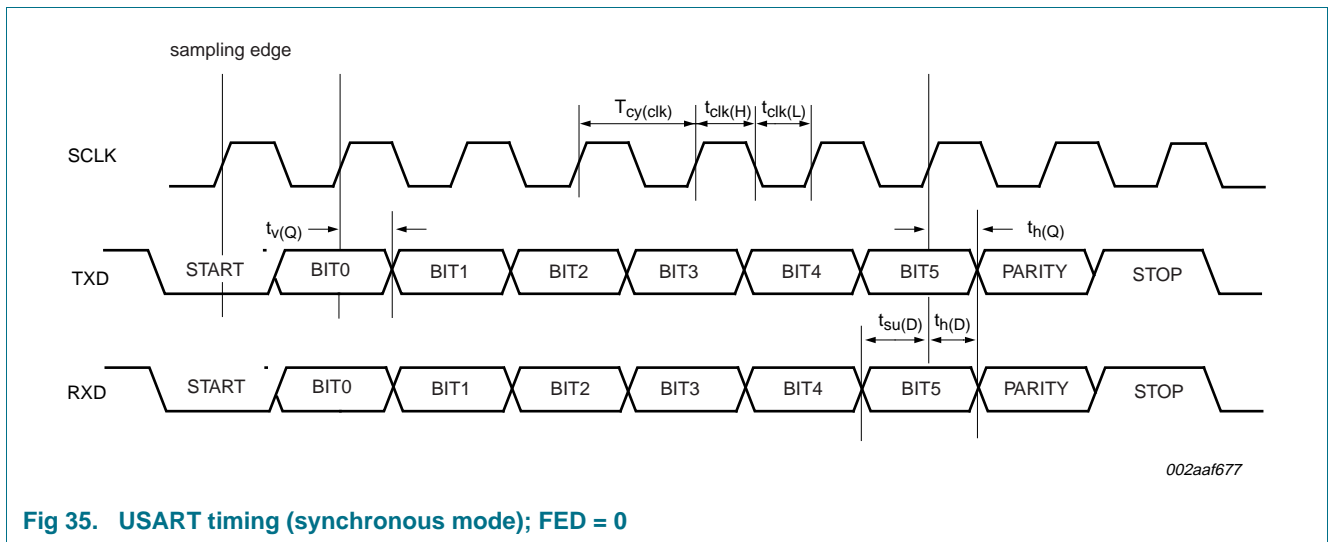 sampling edge
Tcy(clk) tclk(H) tclk(L)
SCLK
tv(Q) th(Q)
TXD START BIT0 BIT1 BIT2 BIT3 BIT4 BIT5 PARITY STOP
tsu(D) th(D)
RXD START BIT0 BIT1 BIT2 BIT3 BIT4 BIT5 PARITY STOP
002aaf677
Fig 35. USART timing (synchronous mode); FED = 0